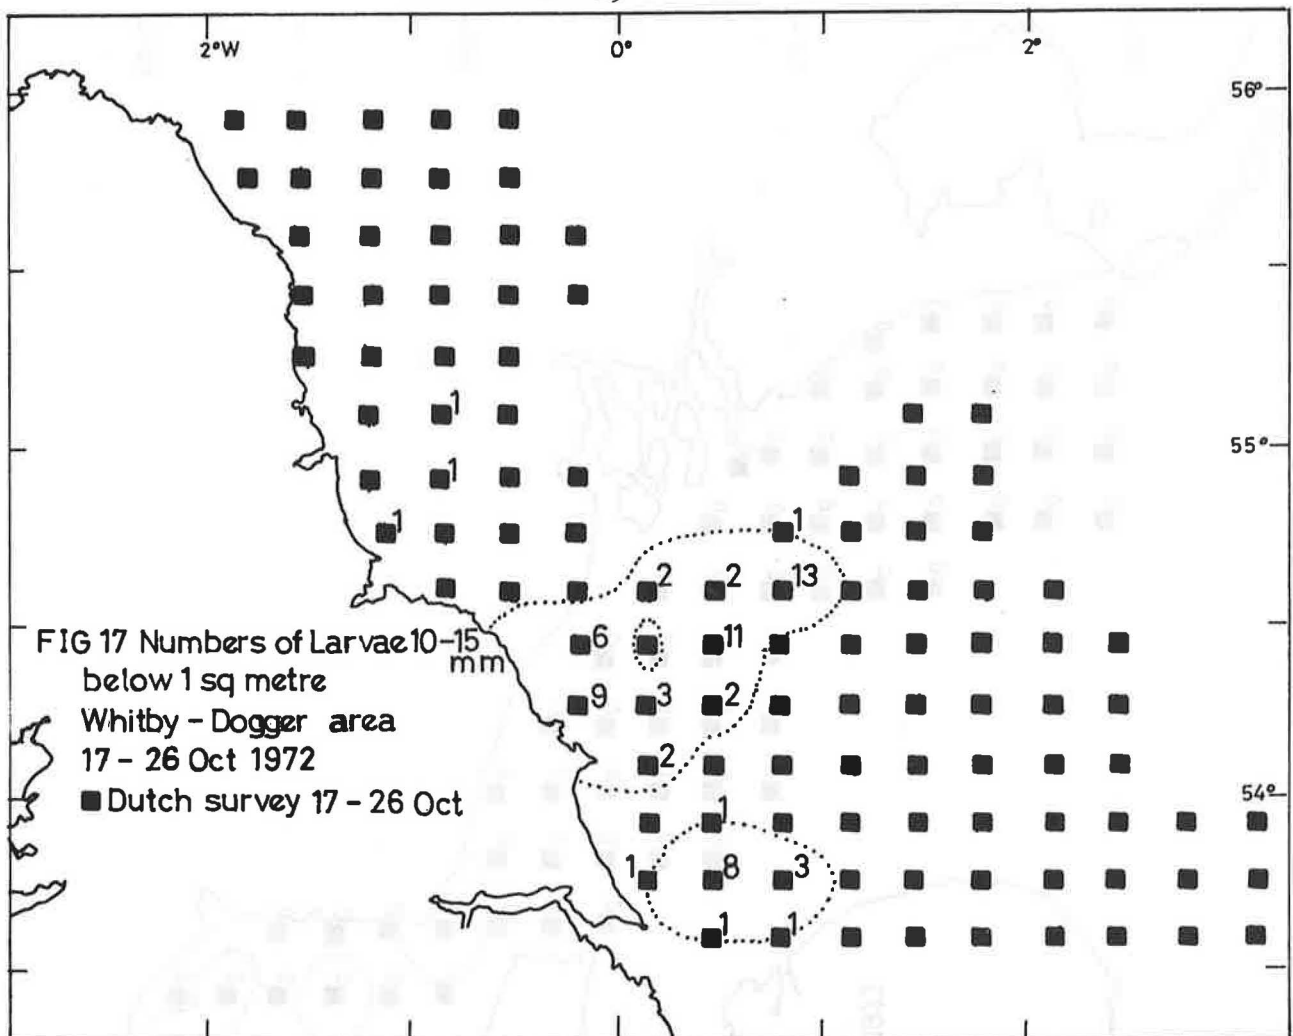 2°W 0° 2°
56°
1
55°
1
1
1
2 2 13
FIG 17 Numbers of Larvae 10-15 mm
6 11
below 1 sq metre
9 3 2
Whitby - Dogger area
17 - 26 Oct 1972
2
Dutch survey 17 - 26 Oct
54°
1
1 8 3
1 1